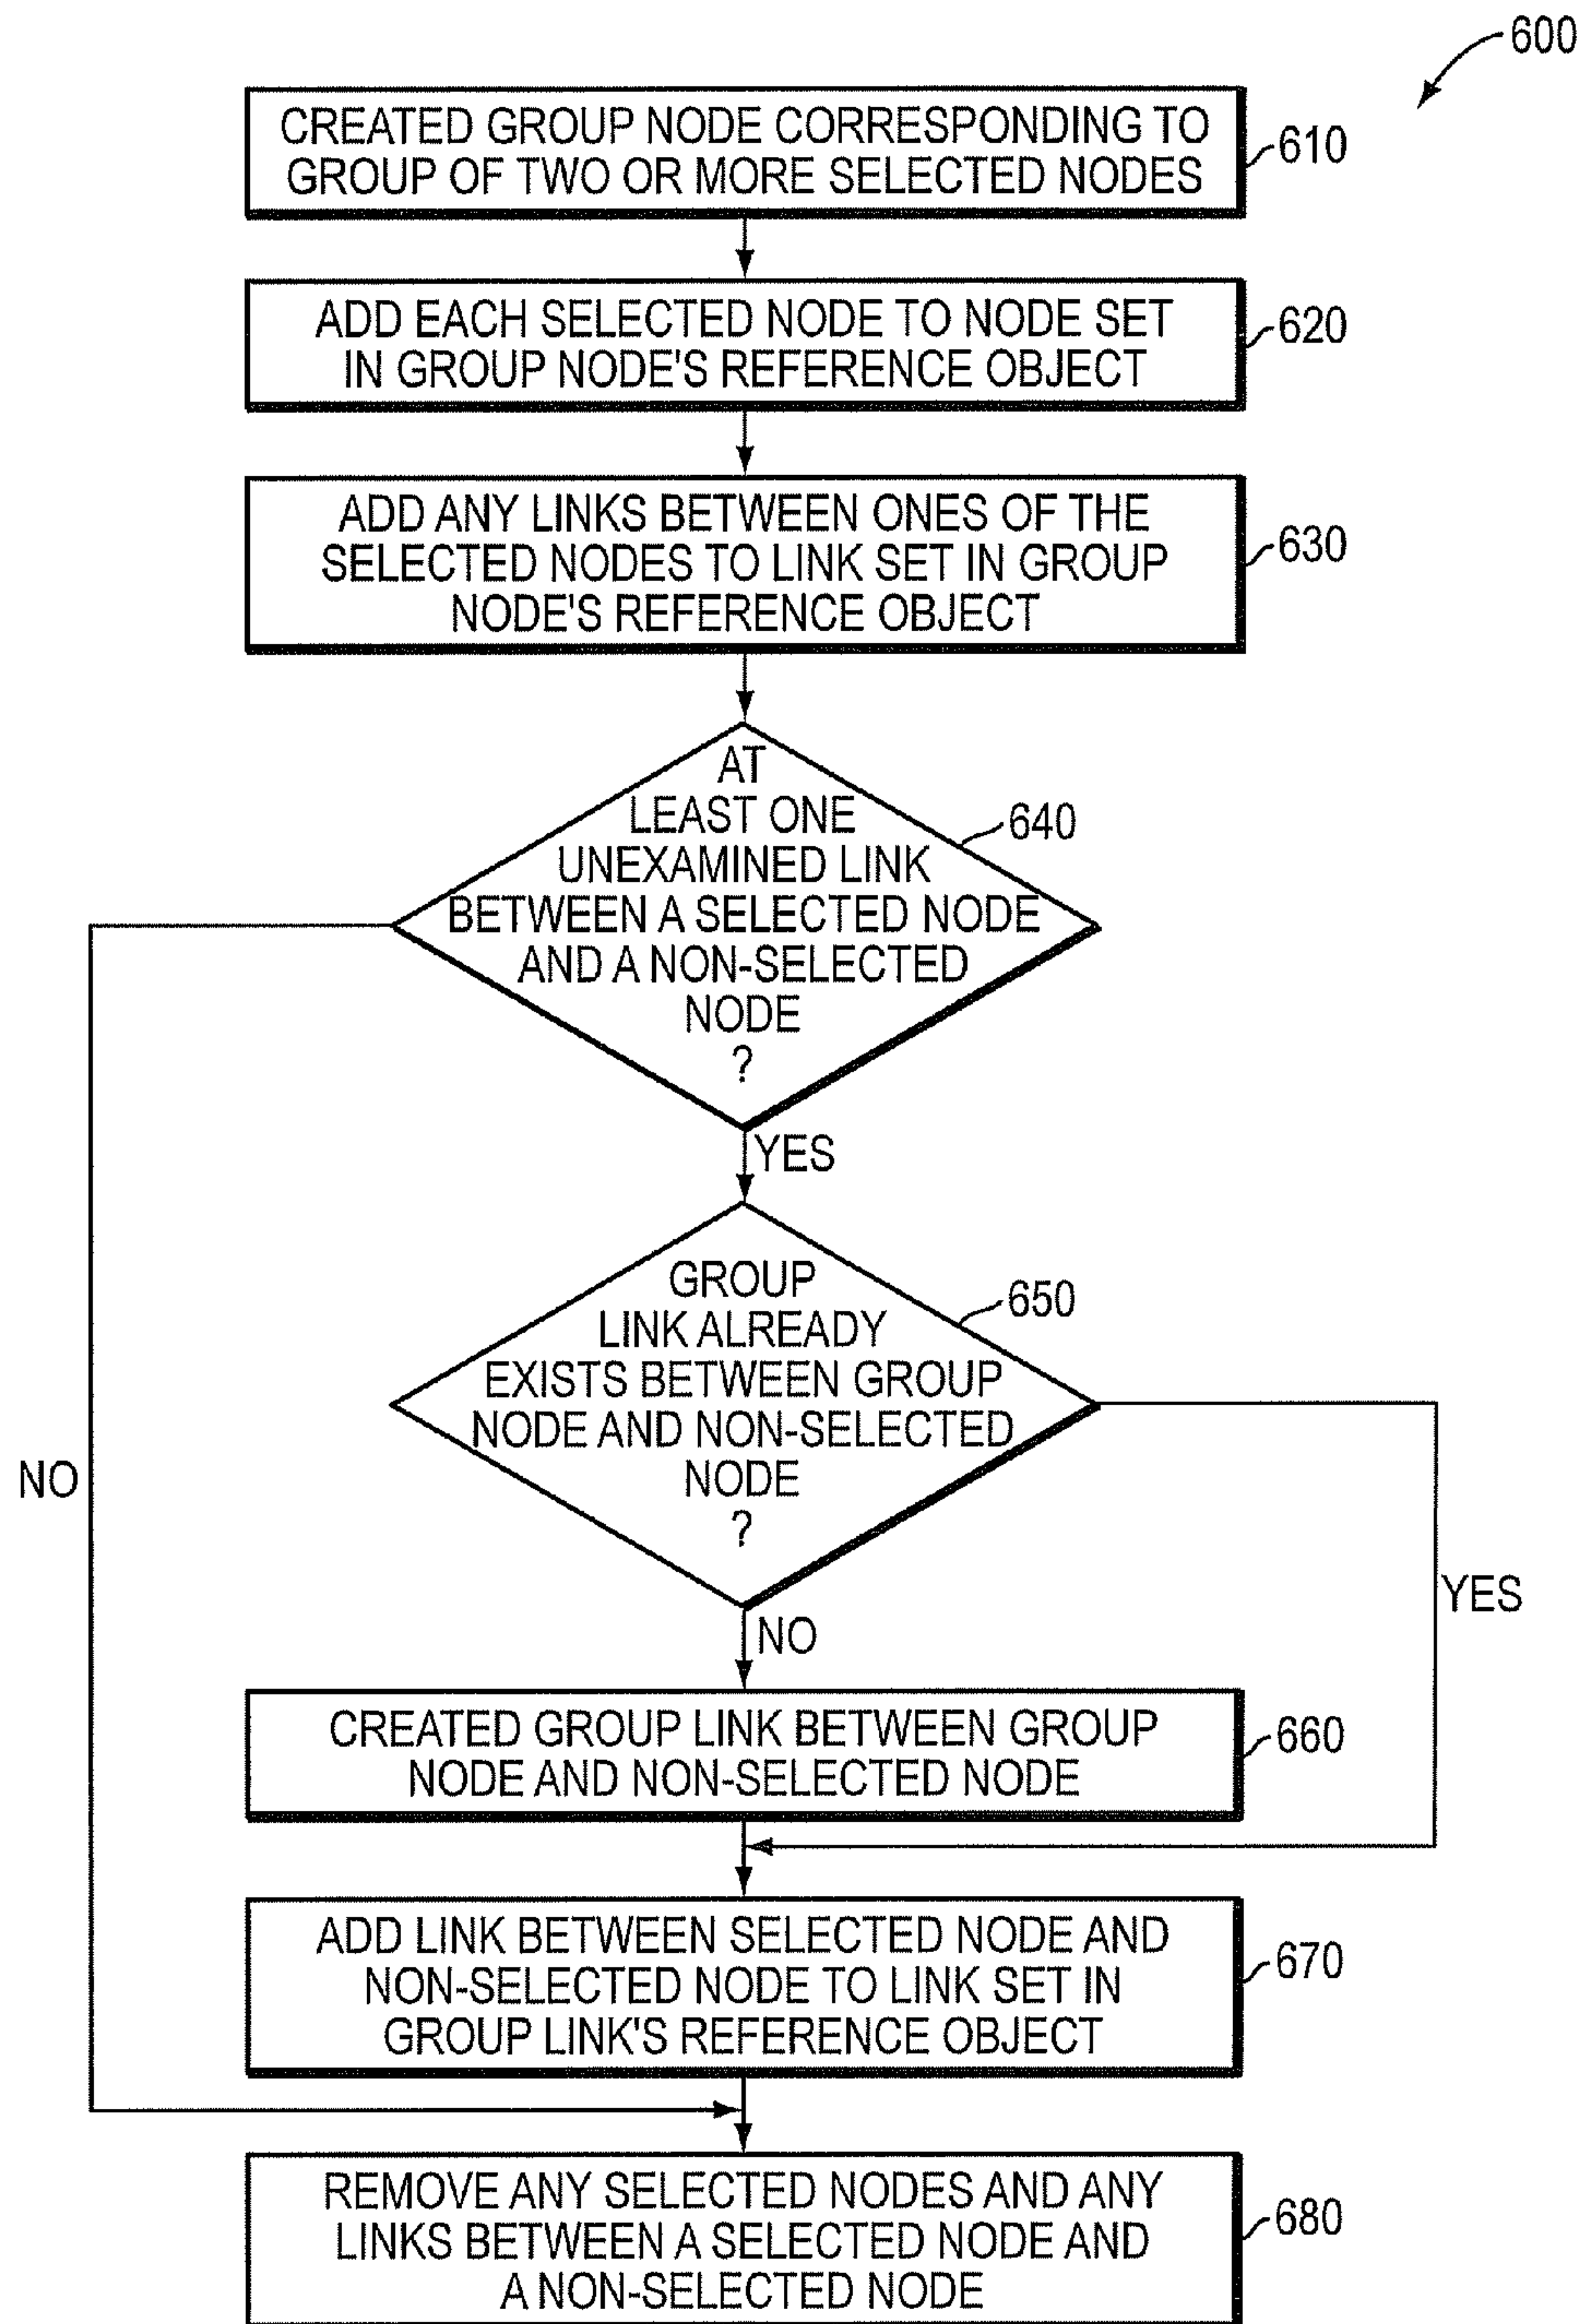 600
CREATED GROUP NODE CORRESPONDING TO
GROUP OF TWO OR MORE SELECTED NODES
610
ADD EACH SELECTED NODE TO NODE SET
IN GROUP NODE'S REFERENCE OBJECT
620
ADD ANY LINKS BETWEEN ONES OF THE
SELECTED NODES TO LINK SET IN GROUP
NODE'S REFERENCE OBJECT
630
AT
LEAST ONE
UNEXAMINED LINK
BETWEEN A SELECTED NODE
AND A NON-SELECTED
NODE
?
640
YES
GROUP
LINK ALREADY
EXISTS BETWEEN GROUP
NODE AND NON-SELECTED
NODE
?
650
NO
YES
NO
CREATED GROUP LINK BETWEEN GROUP
NODE AND NON-SELECTED NODE
660
ADD LINK BETWEEN SELECTED NODE AND
NON-SELECTED NODE TO LINK SET IN
GROUP LINK'S REFERENCE OBJECT
670
REMOVE ANY SELECTED NODES AND ANY
LINKS BETWEEN A SELECTED NODE AND
A NON-SELECTED NODE
680